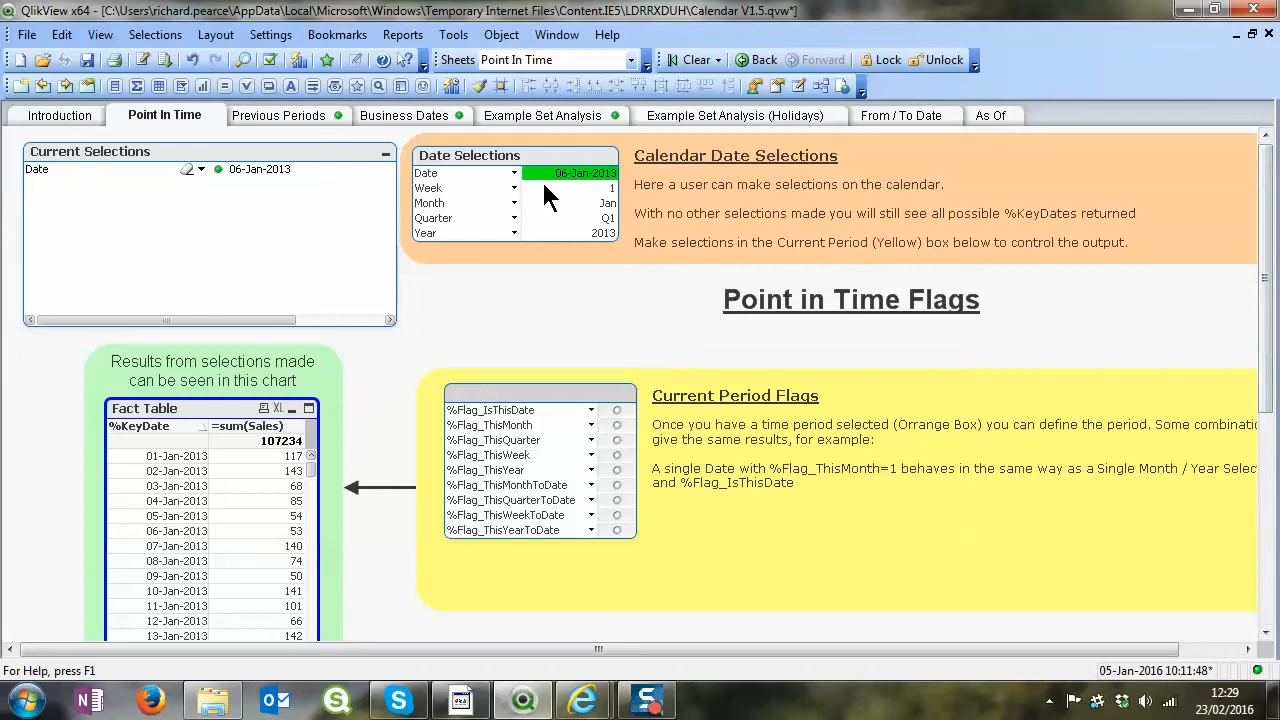 QlikView x64 - [C:\Users\richard.pearce\AppData\Local\Microsoft\Windows\Temporary Internet Files\Content.IE5\LDRRXDUH\Calendar V1.5.qvw*]
File Edit View Selections Layout Settings Bookmarks Reports Tools Object Window Help
Sheets Point In Time Clear Back Forward Lock Unlock
Introduction Point In Time Previous Periods Business Dates Example Set Analysis Example Set Analysis (Holidays) From / To Date As Of
Current Selections
Date 06-Jan-2013
Date Selections
Date 06-Jan-2013
Week 1
Month Jan
Quarter Q1
Year 2013
Calendar Date Selections
Here a user can make selections on the calendar.
With no other selections made you will still see all possible %KeyDates returned
Make selections in the Current Period (Yellow) box below to control the output.
Point in Time Flags
Results from selections made
can be seen in this chart
Fact Table XL
%KeyDate =sum(Sales)
107234
01-Jan-2013 117
02-Jan-2013 143
03-Jan-2013 68
04-Jan-2013 85
05-Jan-2013 54
06-Jan-2013 53
07-Jan-2013 140
08-Jan-2013 74
09-Jan-2013 50
10-Jan-2013 141
11-Jan-2013 101
12-Jan-2013 66
13-Jan-2013 142
%Flag_IsThisDate
%Flag_ThisMonth
%Flag_ThisQuarter
%Flag_ThisWeek
%Flag_ThisYear
%Flag_ThisMonthToDate
%Flag_ThisQuarterToDate
%Flag_ThisWeekToDate
%Flag_ThisYearToDate
Current Period Flags
Once you have a time period selected (Orrange Box) you can define the period. Some combinatio
give the same results, for example:
A single Date with %Flag_ThisMonth=1 behaves in the same way as a Single Month / Year Selec
and %Flag_IsThisDate
For Help, press F1
05-Jan-2016 10:11:48*
12:29
23/02/2016